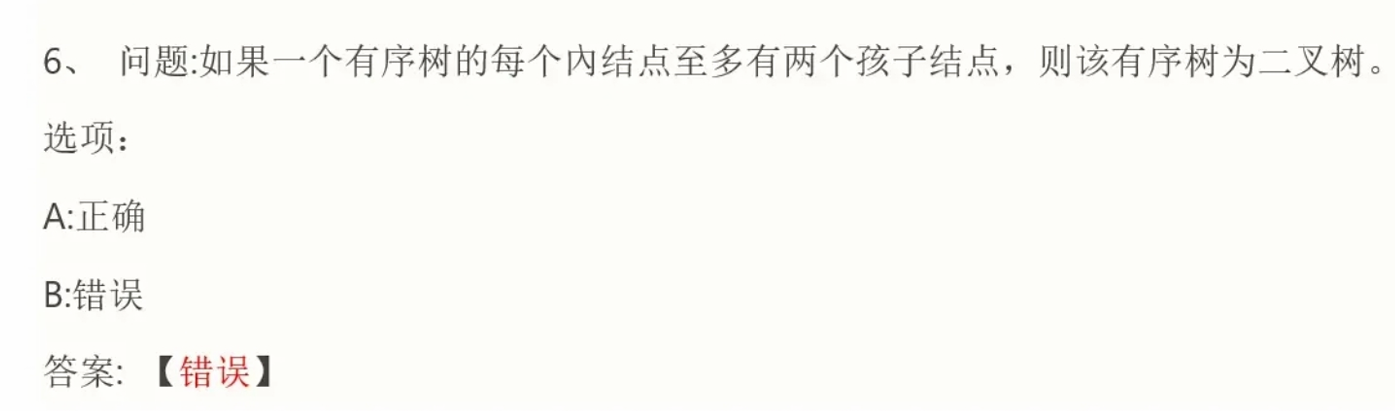 6、 问题:如果一个有序树的每个內结点至多有两个孩子结点，则该有序树为二叉树。
选项：
A:正确
B:错误
答案: 【错误】